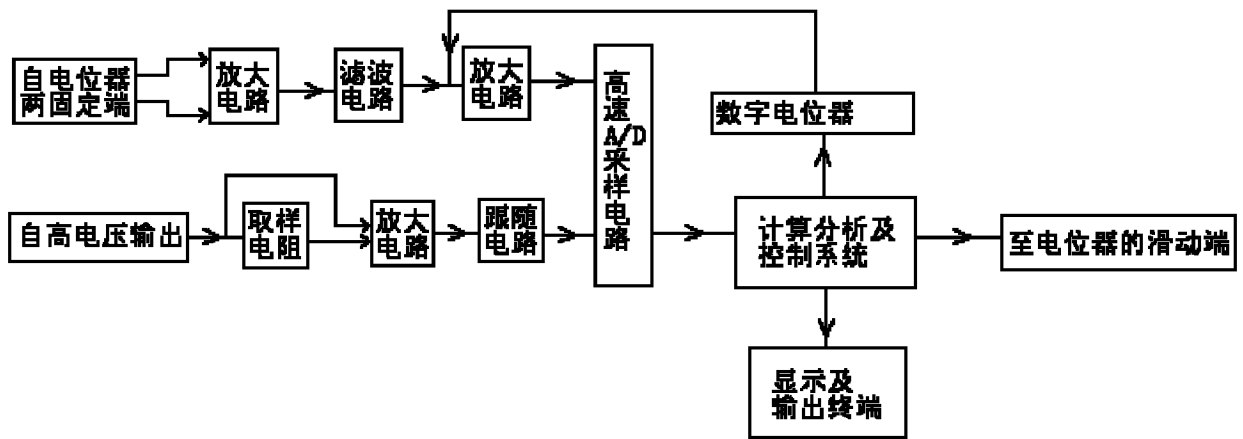 自电位器
两固定端
放大
电路
滤波
电路
放大
电路
高
速
A/D
采
样
电
路
数字电位器
自高电压输出
取样
电阻
放大
电路
跟随
电路
计算分析及
控制系统
至电位器的滑动端
显示及
输出终端